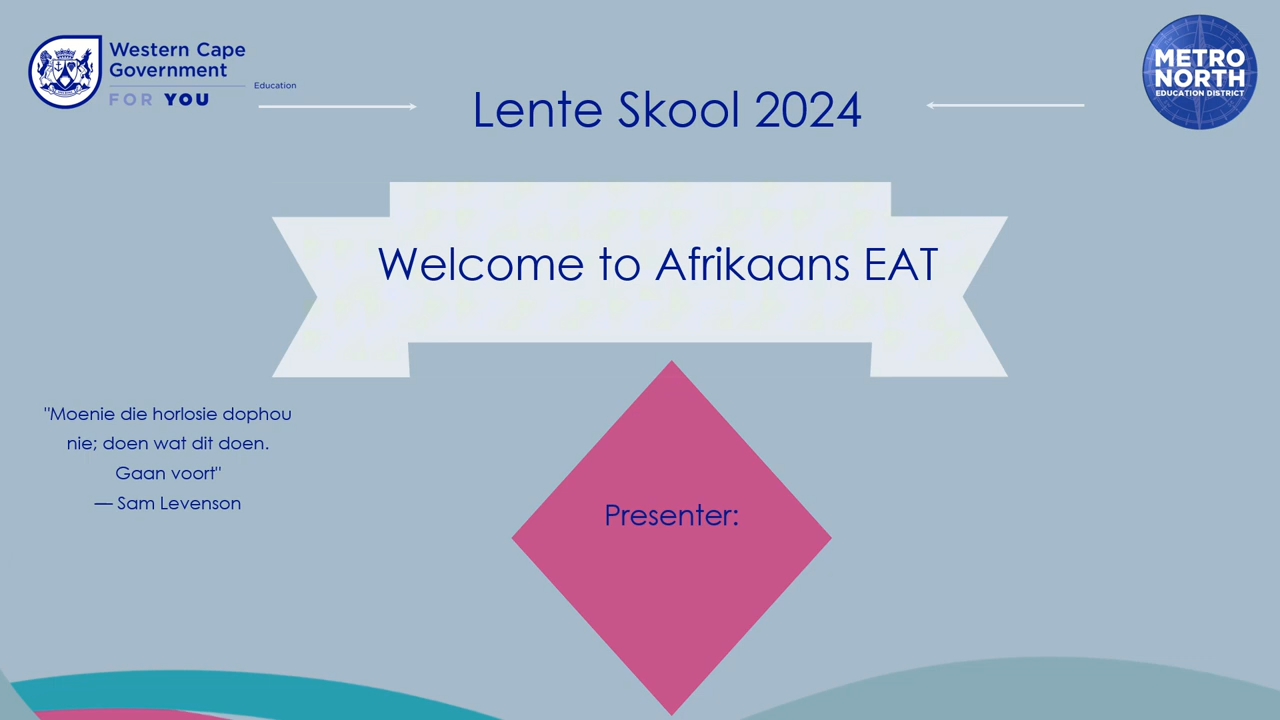 Western Cape
Government
Education
FOR YOU
METRO
NORTH
EDUCATION DISTRICT
Lente Skool 2024
Welcome to Afrikaans EAT
"Moenie die horlosie dophou
nie; doen wat dit doen.
Gaan voort"
— Sam Levenson
Presenter: